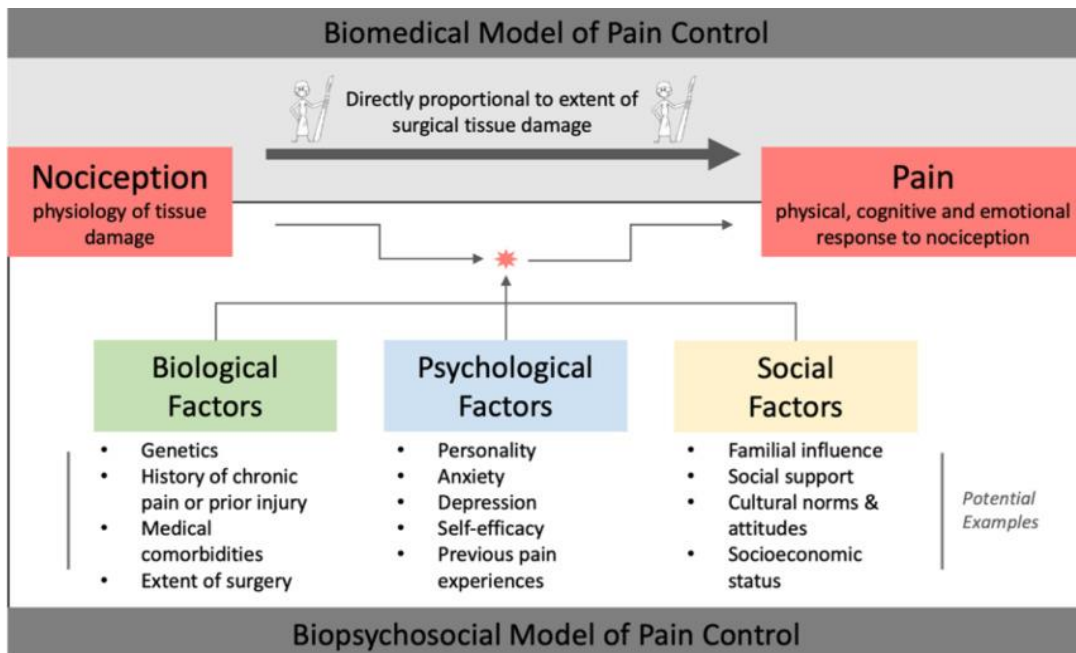 Biomedical Model of Pain Control
Directly proportional to extent of
surgical tissue damage
Nociception
physiology of tissue
damage
Pain
physical, cognitive and emotional
response to nociception
Biological
Factors
• Genetics
• History of chronic
pain or prior injury
• Medical
comorbidities
• Extent of surgery
Psychological
Factors
• Personality
• Anxiety
• Depression
• Self-efficacy
• Previous pain
experiences
Social
Factors
• Familial influence
• Social support
• Cultural norms &
attitudes
• Socioeconomic
status
Potential
Examples
Biopsychosocial Model of Pain Control